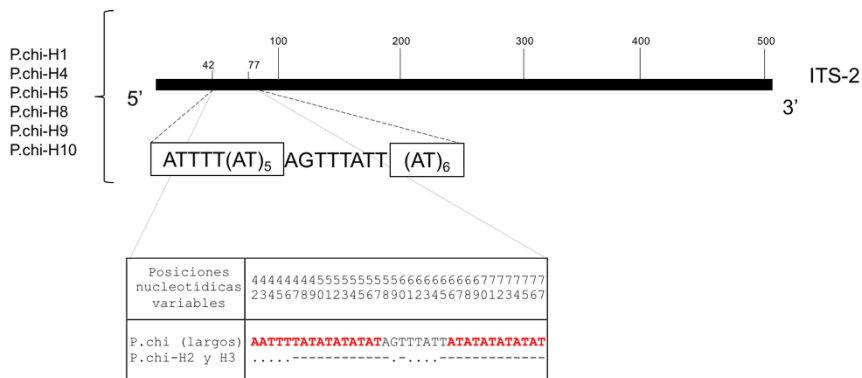 P.chi-H1
P.chi-H4
P.chi-H5
P.chi-H8
P.chi-H9
P.chi-H10
42 77 100 200 300 400 500
ITS-2
5’
3’
ATTTT(AT)5 AGTTTATT (AT)6
Posiciones
nucleotídicas
variables
444444445555555555666666666677777777
234567890123456789012345678901234567
P.chi (largos) AATTTTATATATATATAGTTTATTATATATATATAT
P.chi-H2 y H3 .....------------.-....-------------